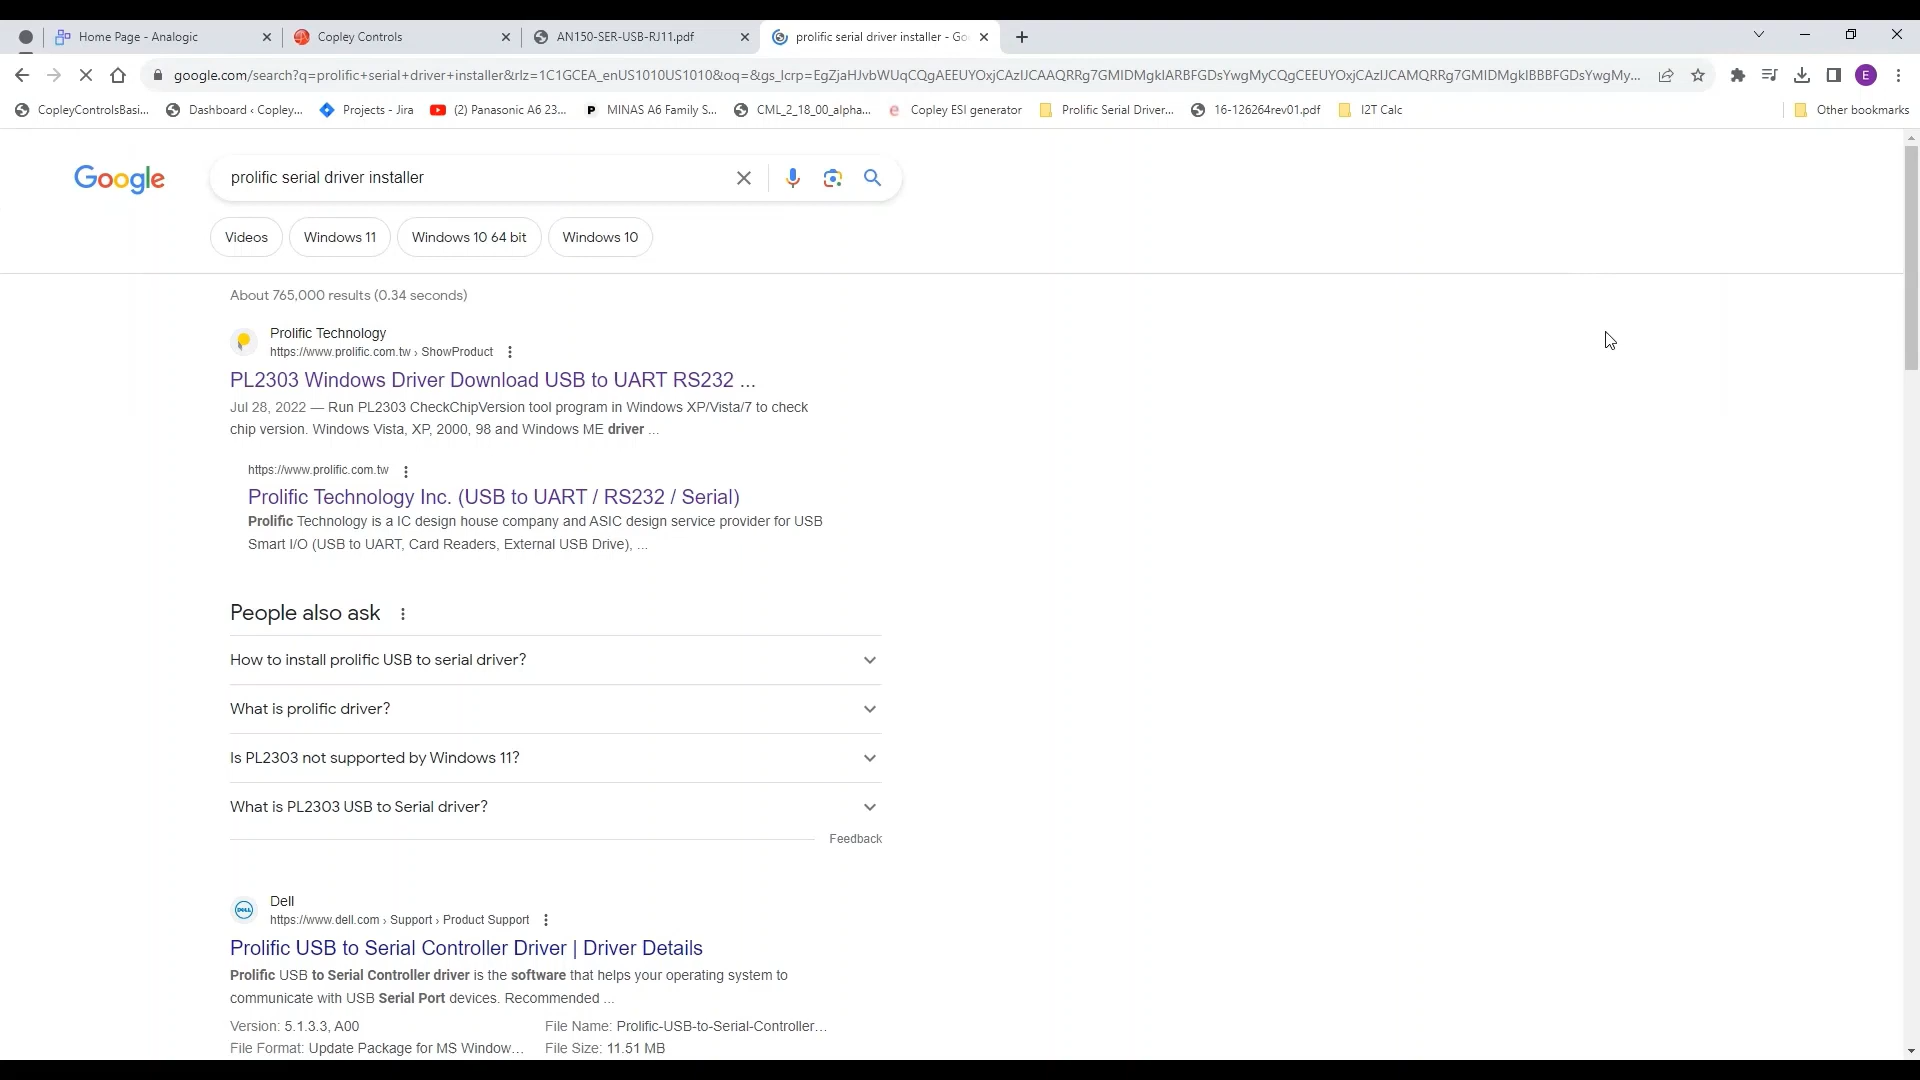 Home Page - Analogic
Copley Controls
AN150-SER-USB-RJ11.pdf
prolific serial driver installer - Go
google.com/search?q=prolific+serial+driver+installer&rlz=1C1GCEA_enUS1010US1010&oq=&gs_lcrp=EgZjaHJvbWUqCQgAEEUYOxjCAzIJCAAQRRg7GMIDMgkIARBFGDsYwgMyCQgCEEUYOxjCAzIJCAMQRRg7GMIDMgkIBBBFGDsYwgMy...
E
CopleyControlsBasi...
Dashboard ‹ Copley...
Projects - Jira
(2) Panasonic A6 23...
MINAS A6 Family S...
CML_2_18_00_alpha...
Copley ESI generator
Prolific Serial Driver...
16-126264rev01.pdf
I2T Calc
Other bookmarks
Google
prolific serial driver installer
Videos
Windows 11
Windows 10 64 bit
Windows 10
About 765,000 results (0.34 seconds)
Prolific Technology
https://www.prolific.com.tw › ShowProduct
PL2303 Windows Driver Download USB to UART RS232 ...
Jul 28, 2022 — Run PL2303 CheckChipVersion tool program in Windows XP/Vista/7 to check
chip version. Windows Vista, XP, 2000, 98 and Windows ME driver ...
https://www.prolific.com.tw
Prolific Technology Inc. (USB to UART / RS232 / Serial)
Prolific Technology is a IC design house company and ASIC design service provider for USB
Smart I/O (USB to UART, Card Readers, External USB Drive), ...
People also ask
How to install prolific USB to serial driver?
What is prolific driver?
Is PL2303 not supported by Windows 11?
What is PL2303 USB to Serial driver?
Feedback
DELL
Dell
https://www.dell.com › Support › Product Support
Prolific USB to Serial Controller Driver | Driver Details
Prolific USB to Serial Controller driver is the software that helps your operating system to
communicate with USB Serial Port devices. Recommended ...
Version: 5.1.3.3, A00
File Name: Prolific-USB-to-Serial-Controller...
File Format: Update Package for MS Window...
File Size: 11.51 MB